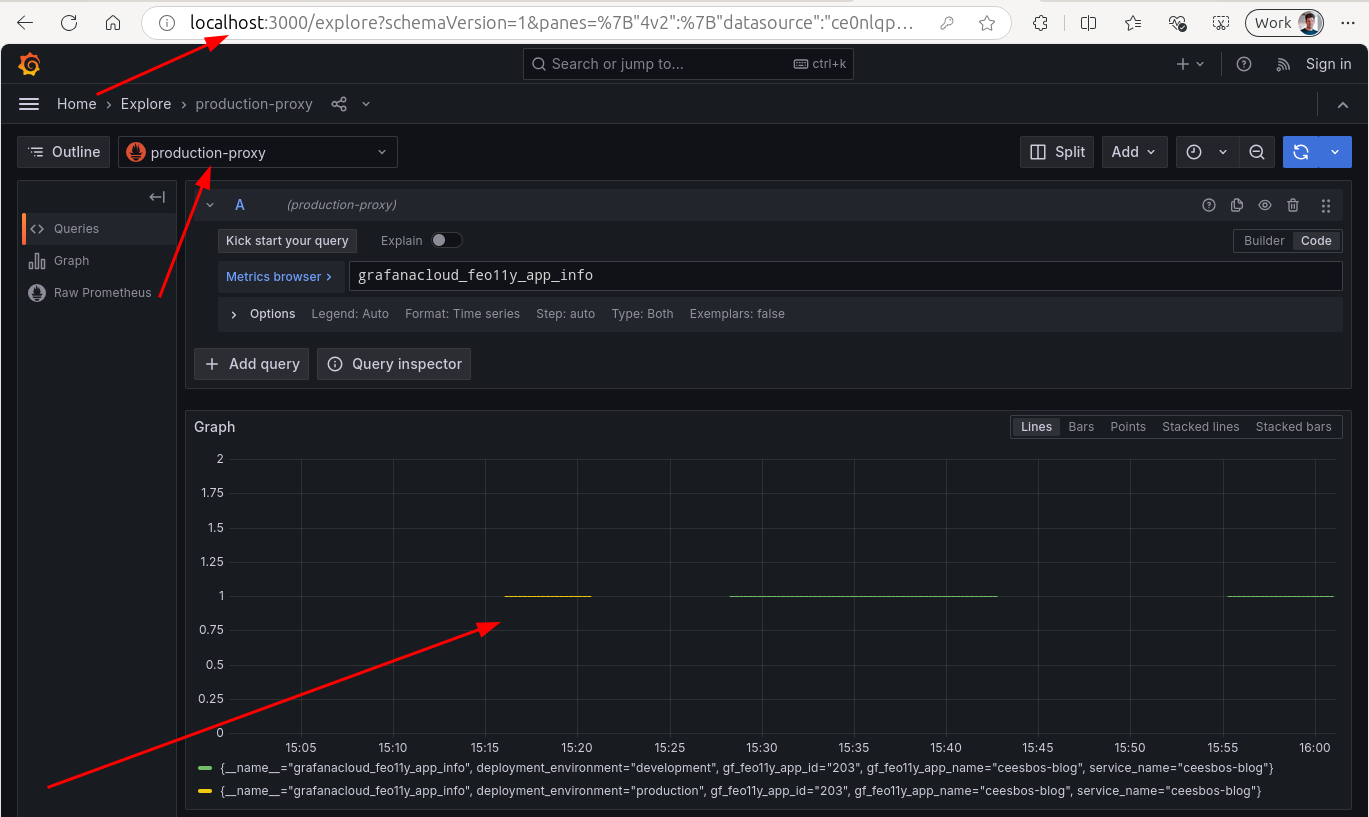 localhost:3000/explore?schemaVersion=1&panes=%7B"4v2":%7B"datasource":"ce0nlqp…
Work
Search or jump to...
ctrl+k
Sign in
Home › Explore › production-proxy
Outline
production-proxy
Split
Add
Queries
Graph
Raw Prometheus
A (production-proxy)
Kick start your query
Explain
Builder
Code
Metrics browser ›
grafanacloud_feo11y_app_info
Options Legend: Auto Format: Time series Step: auto Type: Both Exemplars: false
+ Add query
Query inspector
Graph
Lines Bars Points Stacked lines Stacked bars
2
1.75
1.5
1.25
1
0.75
0.5
0.25
0
15:05 15:10 15:15 15:20 15:25 15:30 15:35 15:40 15:45 15:50 15:55 16:00
{__name__="grafanacloud_feo11y_app_info", deployment_environment="development", gf_feo11y_app_id="203", gf_feo11y_app_name="ceesbos-blog", service_name="ceesbos-blog"}
{__name__="grafanacloud_feo11y_app_info", deployment_environment="production", gf_feo11y_app_id="203", gf_feo11y_app_name="ceesbos-blog", service_name="ceesbos-blog"}